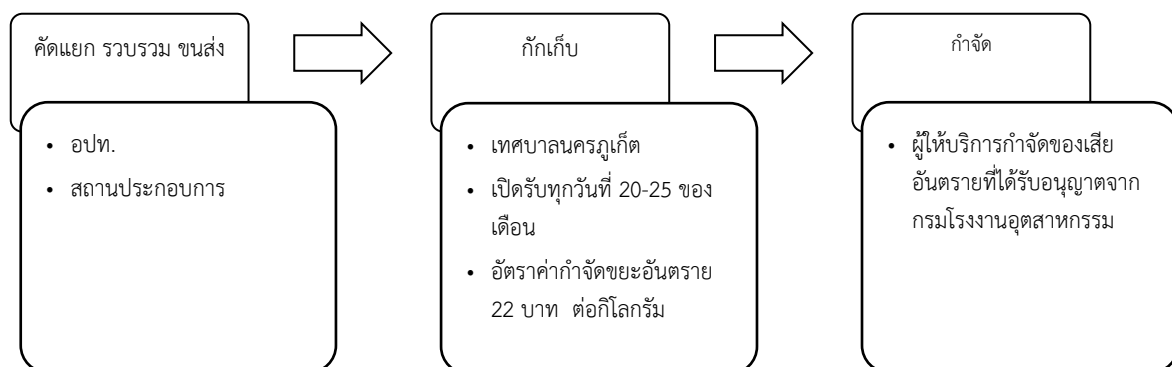 คัดแยก รวบรวม ขนส่ง
• อปท.
• สถานประกอบการ
กักเก็บ
• เทศบาลนครภูเก็ต
• เปิดรับทุกวันที่ 20-25 ของ
เดือน
• อัตราค่ากำจัดขยะอันตราย
22 บาท ต่อกิโลกรัม
กำจัด
• ผู้ให้บริการกำจัดของเสีย
อันตรายที่ได้รับอนุญาตจาก
กรมโรงงานอุตสาหกรรม